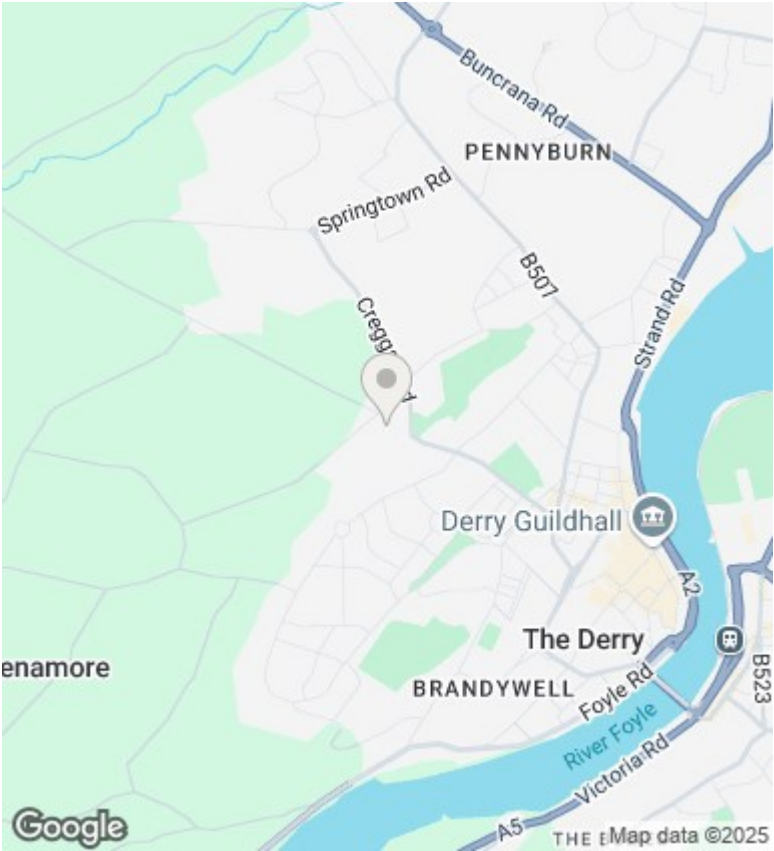 Buncrana Rd
PENNYBURN
Springtown Rd
B507
Strand Rd
Derry Guildhall
A2
The Derry
enamore
B523
BRANDYWELL
Foyle Rd
River Foyle
Victoria Rd
A5
THE
Google
Map data ©2025